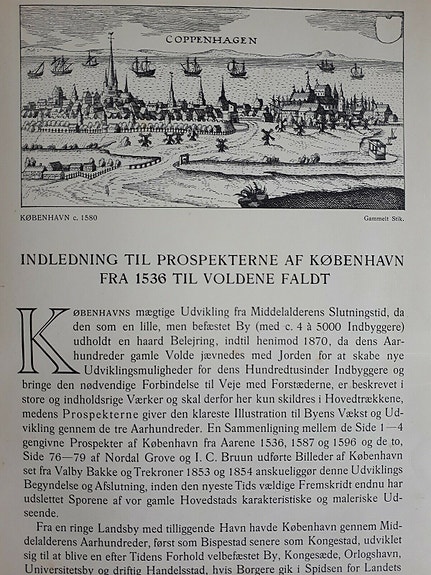 COPPENHAGEN
KØBENHAVN c. 1580
Gammelt Stik.
INDLEDNING TIL PROSPEKTERNE AF KØBENHAVN
FRA 1536 TIL VOLDENE FALDT
KØBENHAVNS mægtige Udvikling fra Middelalderens Slutningstid, da
den som en lille, men befæstet By (med c. 4 à 5000 Indbyggere)
udholdt en haard Belejring, indtil henimod 1870, da dens Aar-
hundreder gamle Volde jævnedes med Jorden for at skabe nye
Udviklingsmuligheder for dens Hundredtusinder Indbyggere og
bringe den nødvendige Forbindelse til Veje med Forstæderne, er beskrevet i
store og indholdsrige Værker og skal derfor her kun skildres i Hovedtrækkene,
medens Prospekterne giver den klareste Illustration til Byens Vækst og Ud-
vikling gennem de tre Aarhundreder. En Sammenligning mellem de Side 1—4
gengivne Prospekter af København fra Aarene 1536, 1587 og 1596 og de to,
Side 76—79 af Nordal Grove og I. C. Bruun udførte Billeder af København
set fra Valby Bakke og Trekroner 1853 og 1854 anskueliggør denne Udviklings
Begyndelse og Afslutning, inden den nyeste Tids vældige Fremskridt endnu har
udslettet Sporene af vor gamle Hovedstads karakteristiske og maleriske Ud-
seende.
Fra en ringe Landsby med tilliggende Havn havde København gennem Mid-
delalderens Aarhundreder, først som Bispestad senere som Kongestad, udviklet
sig til at blive en efter Tidens Forhold velbefæstet By, Kongesæde, Orlogshavn,
Universitetsby og driftig Handelsstad, hvis Borgere gik i Spidsen for Landets